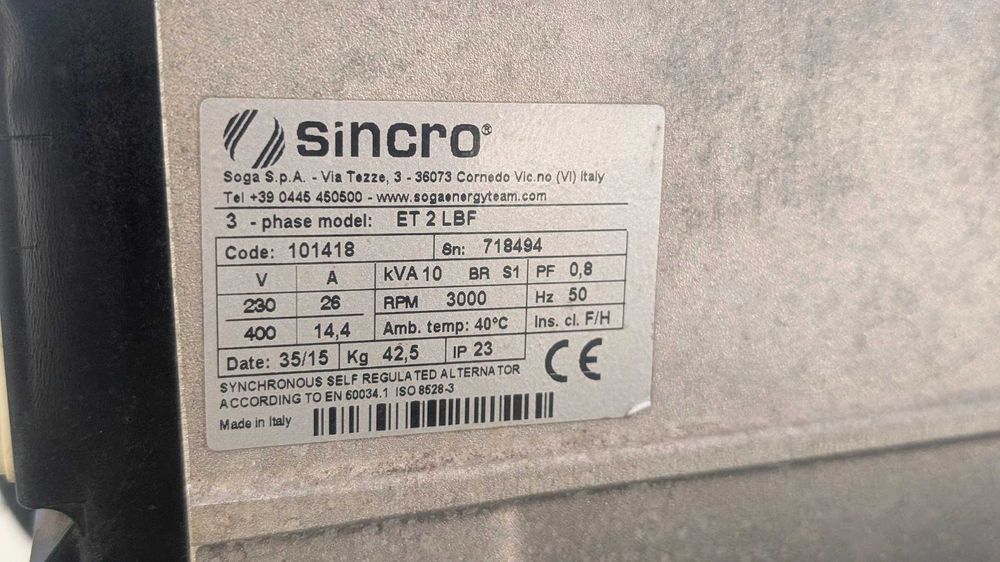 sincro®
Soga S.p.A. - Via Tezze, 3 - 36073 Cornedo Vic.no (VI) Italy
Tel +39 0445 450500 - www.sogaenergyteam.com
3 - phase model: ET 2 LBF
Code: 101418 Sn: 718494
V A kVA 10 BR S1 PF 0,8
230 26 RPM 3000 Hz 50
400 14,4 Amb. temp: 40°C Ins. cl. F/H
Date: 35/15 Kg 42,5 IP 23 CE
SYNCHRONOUS SELF REGULATED ALTERNATOR
ACCORDING TO EN 60034.1 ISO 8528-3
Made in Italy